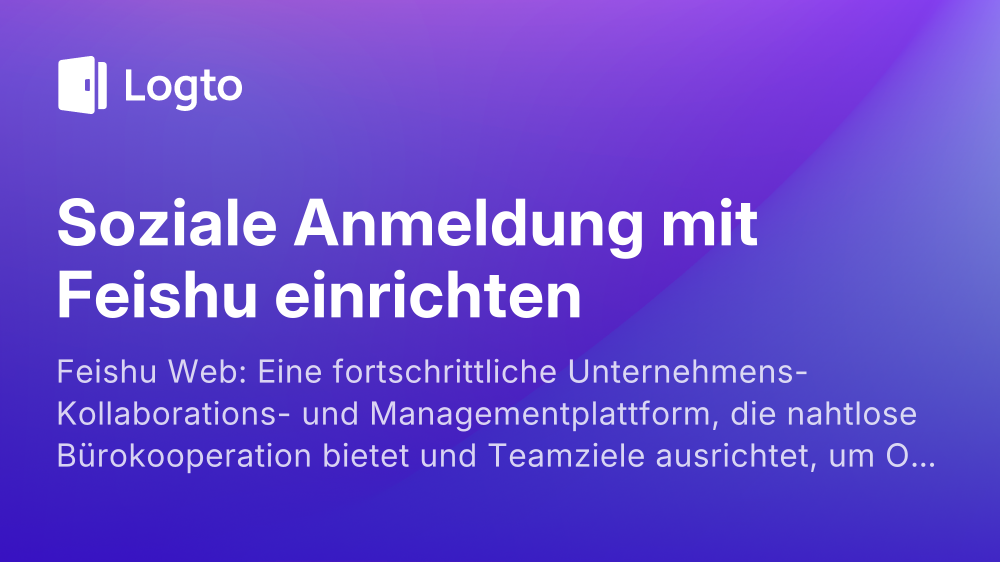 Logto
Soziale Anmeldung mit
Feishu einrichten
Feishu Web: Eine fortschrittliche Unternehmens-
Kollaborations- und Managementplattform, die nahtlose
Bürokooperation bietet und Teamziele ausrichtet, um O...